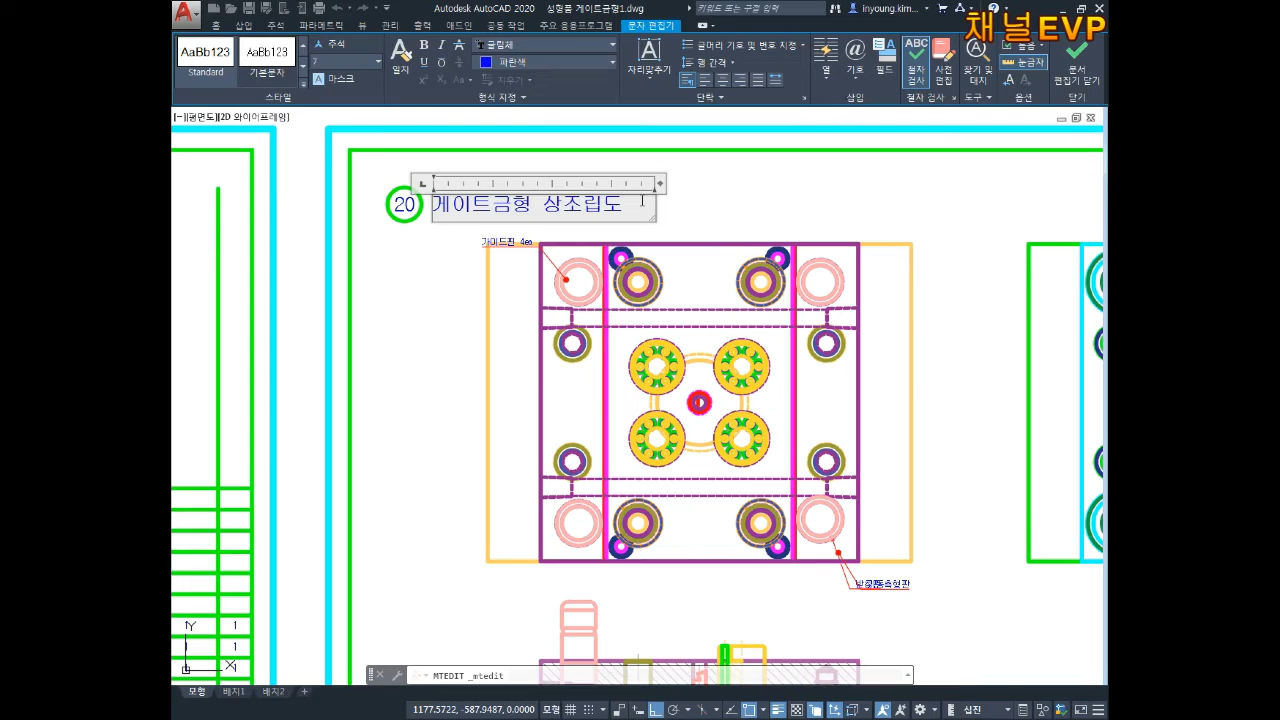 Autodesk AutoCAD 2020 성형품 게이트금형1.dwg
키워드 또는 구절 입력
inyoung.kim...
채널EVP
홈 삽입 주석 파라메트릭 뷰 관리 출력 애드인 공동 작업 주요 응용프로그램 문자 편집기
AaBb123 AaBb123
Standard 기본문자
주석
7
마스크
스타일
일치
굴림체
파란색
형식 지정
자리맞추기
글머리 기호 및 번호 지정
행 간격
단락
열 기호 필드
삽입
ABC
철자 검사
사전 편집
철자 검사
찾기 및 대치
도구
눈금자
옵션
문서 편집기 닫기
닫기
[−][평면도][2D 와이어프레임]
20 게이트금형 상조립도
Y 1
1
X 1
MTEDIT _mtedit
모형 배치1 배치2 +
1177.5722, -587.9487, 0.0000 모형 십진